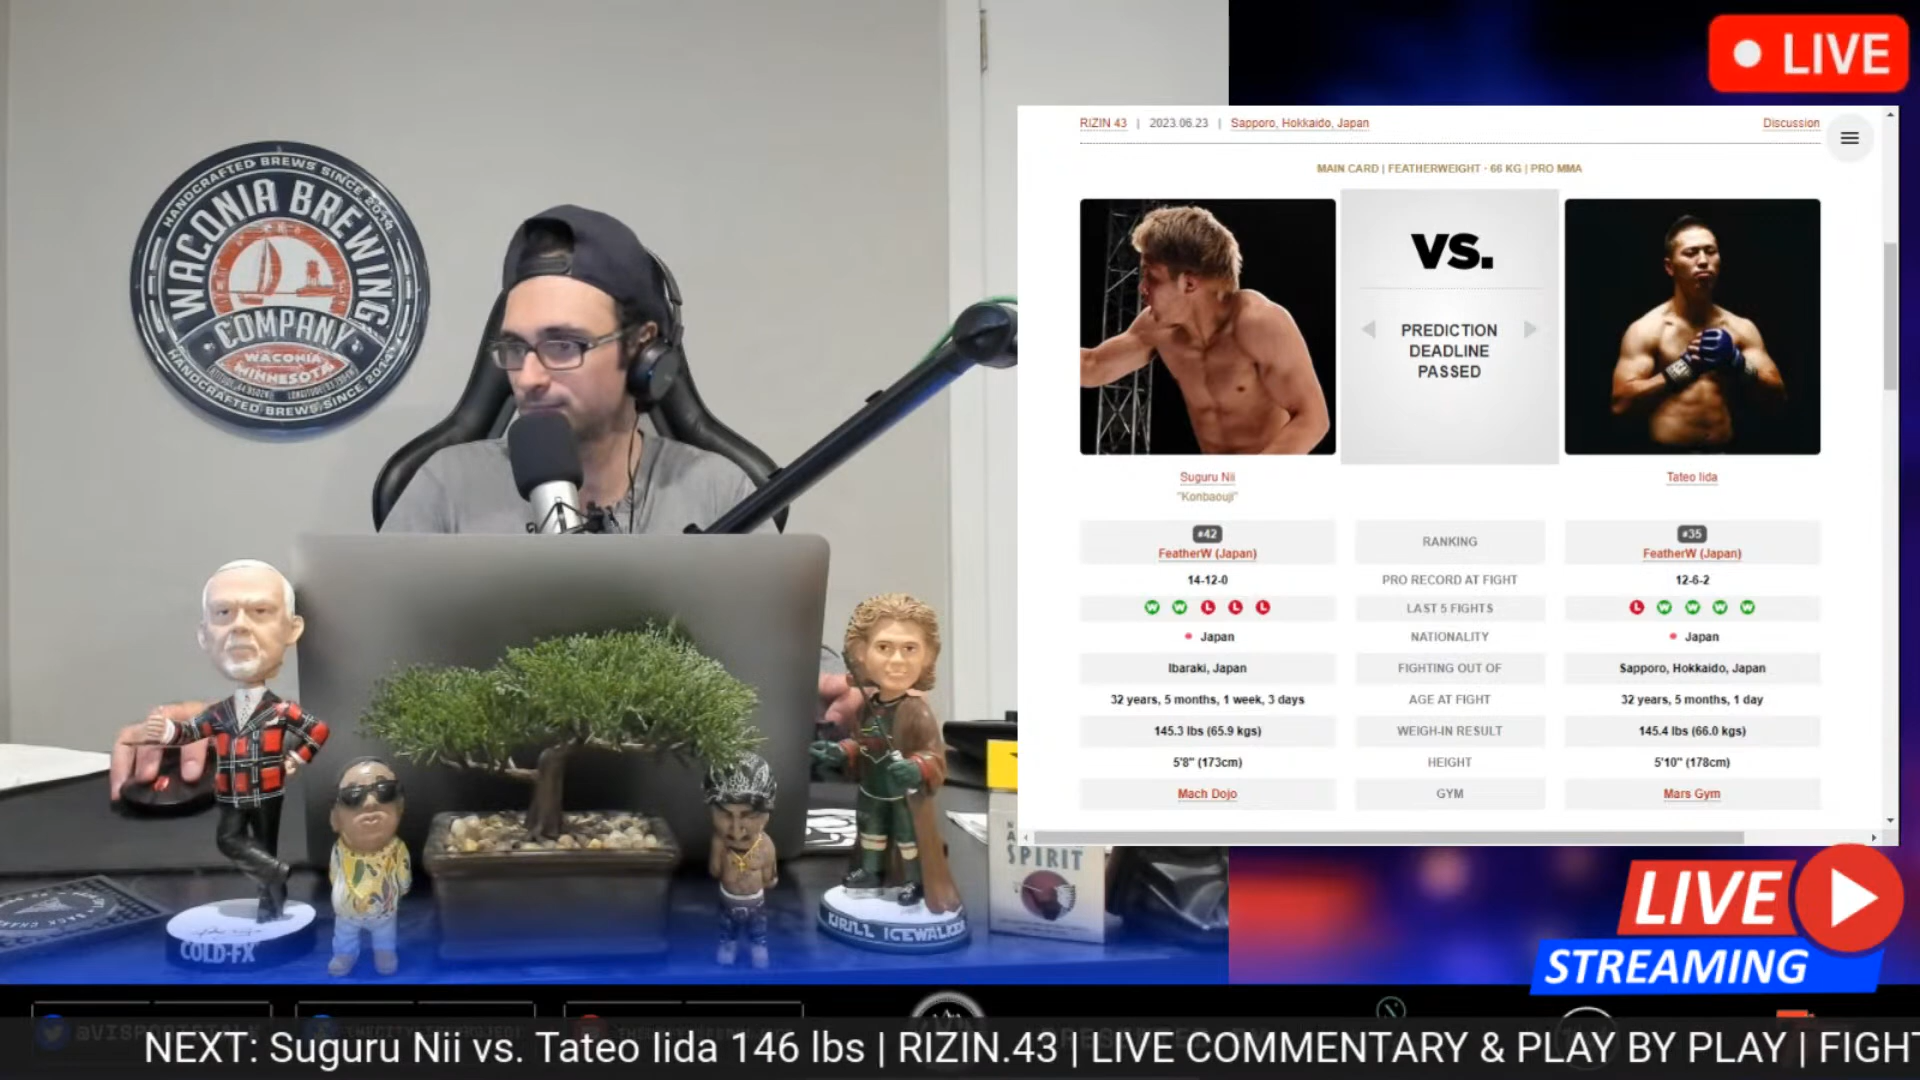 LIVE
RIZIN 43 | 2023.06.23 | Sapporo, Hokkaido, Japan
Discussion
MAIN CARD | FEATHERWEIGHT · 66 KG | PRO MMA
VS.
PREDICTION
DEADLINE
PASSED
Suguru Nii
"Konbaouji"
Tateo Iida
#42
FeatherW (Japan)
RANKING
#35
FeatherW (Japan)
14-12-0
PRO RECORD AT FIGHT
12-6-2
W W L L L
LAST 5 FIGHTS
L W W W W
Japan
NATIONALITY
Japan
Ibaraki, Japan
FIGHTING OUT OF
Sapporo, Hokkaido, Japan
32 years, 5 months, 1 week, 3 days
AGE AT FIGHT
32 years, 5 months, 1 day
145.3 lbs (65.9 kgs)
WEIGH-IN RESULT
145.4 lbs (66.0 kgs)
5'8" (173cm)
HEIGHT
5'10" (178cm)
Mach Dojo
GYM
Mars Gym
HANDCRAFTED BREWS SINCE 2014
WACONIA BREWING
COMPANY
WACONIA
MINNESOTA
HANDCRAFTED BREWS SINCE 2014
SPIRIT
COLD-FX
KIRILL ICEWALKER
LIVE
STREAMING
NEXT: Suguru Nii vs. Tateo Iida 146 lbs | RIZIN.43 | LIVE COMMENTARY & PLAY BY PLAY | FIGHT